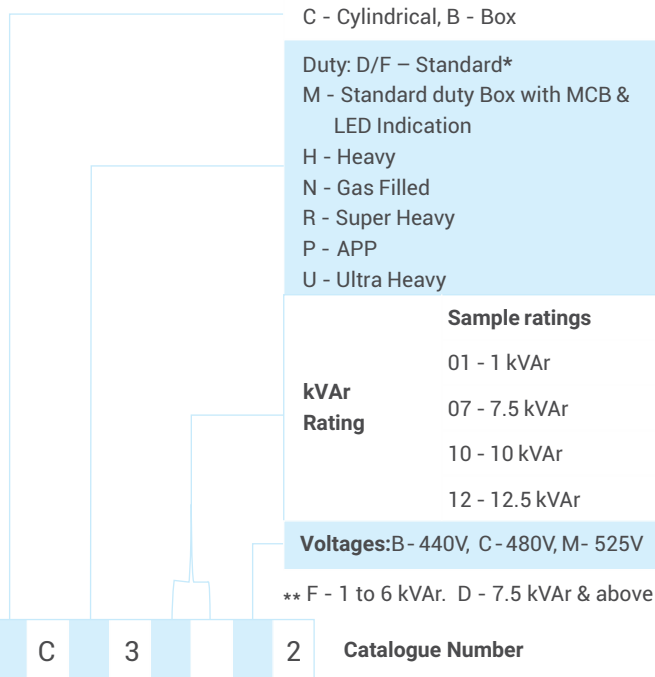 C - Cylindrical, B - Box
Duty: D/F – Standard*
M - Standard duty Box with MCB &
LED Indication
H - Heavy
N - Gas Filled
R - Super Heavy
P - APP
U - Ultra Heavy
Sample ratings
kVAr
Rating
01 - 1 kVAr
07 - 7.5 kVAr
10 - 10 kVAr
12 - 12.5 kVAr
Voltages:B - 440V, C - 480V, M- 525V
** F - 1 to 6 kVAr. D - 7.5 kVAr & above
C 3 2 Catalogue Number